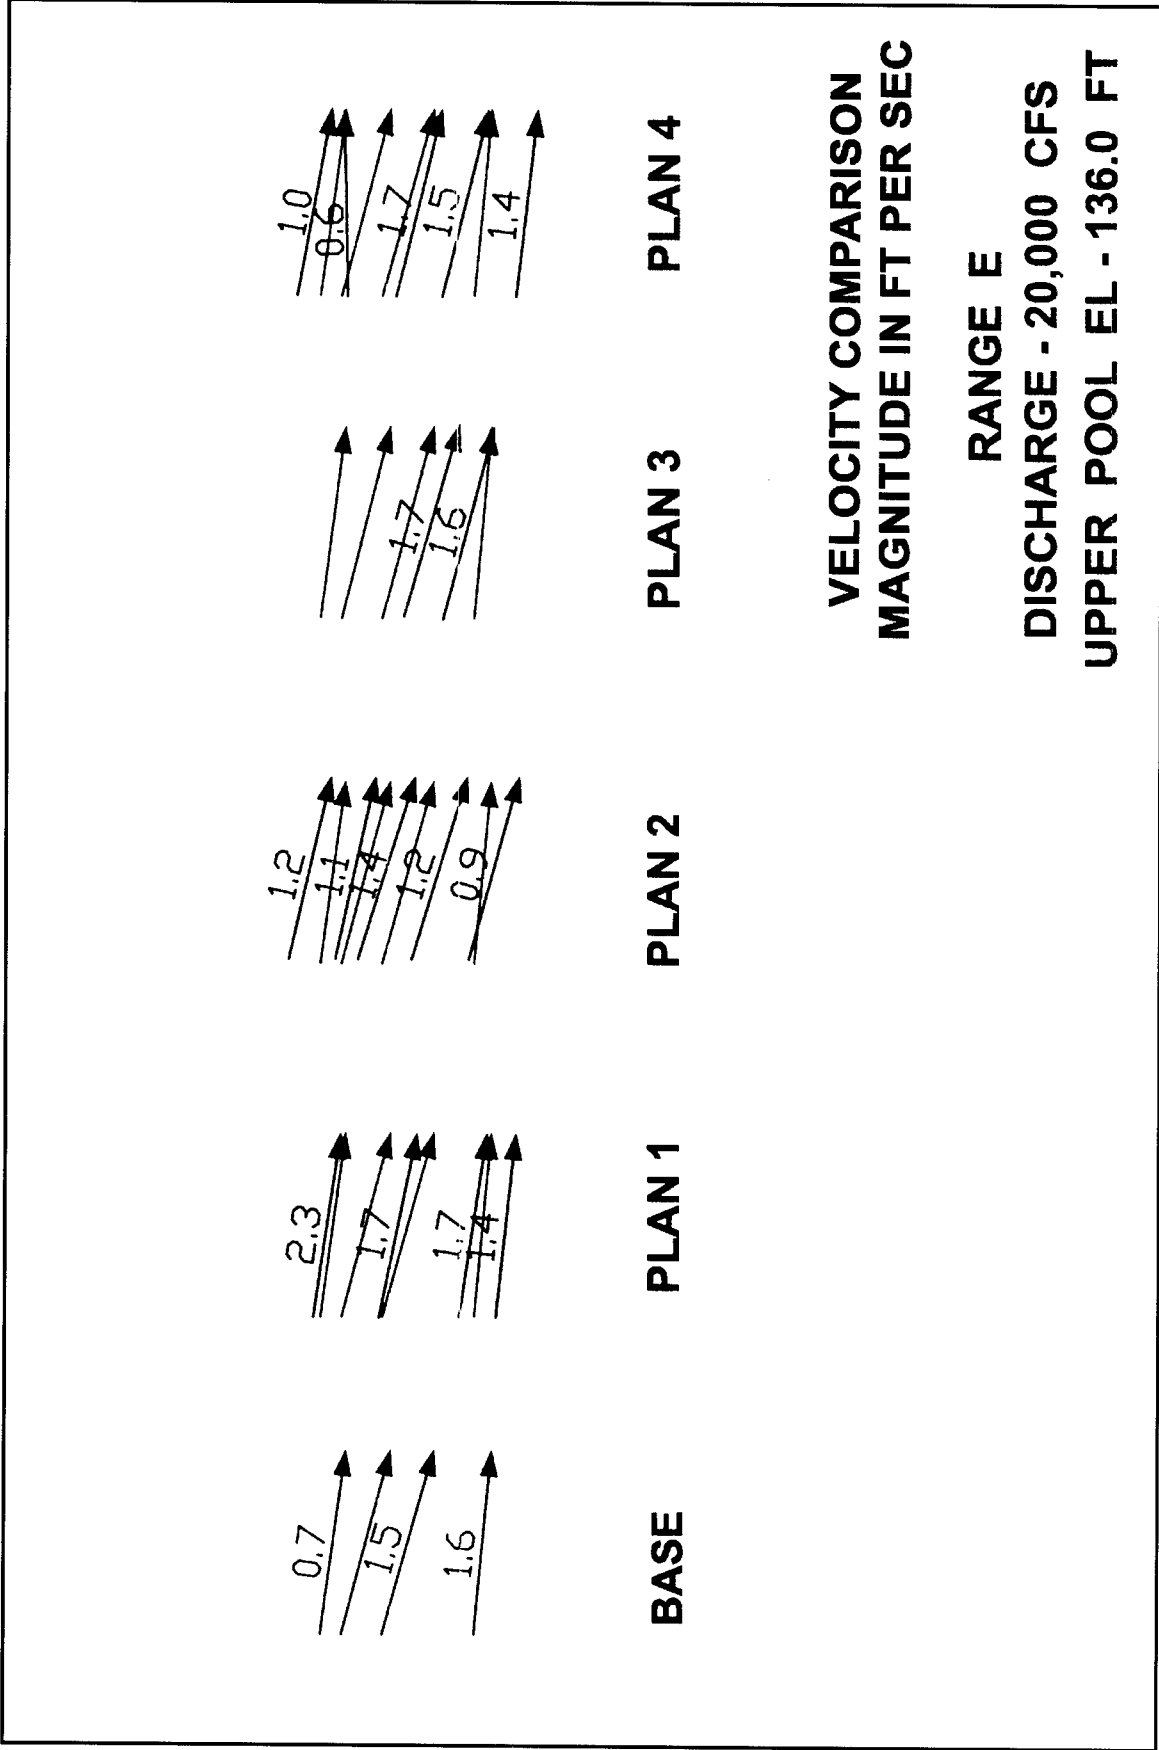 0.7
1.5
1.6
BASE
2.3
1.7
1.7
1.4
PLAN 1
1.2
1.1
1.4
1.2
0.9
PLAN 2
1.7
1.6
PLAN 3
1.0
0.6
1.7
1.5
1.4
PLAN 4
VELOCITY COMPARISON
MAGNITUDE IN FT PER SEC
RANGE E
DISCHARGE - 20,000 CFS
UPPER POOL EL - 136.0 FT